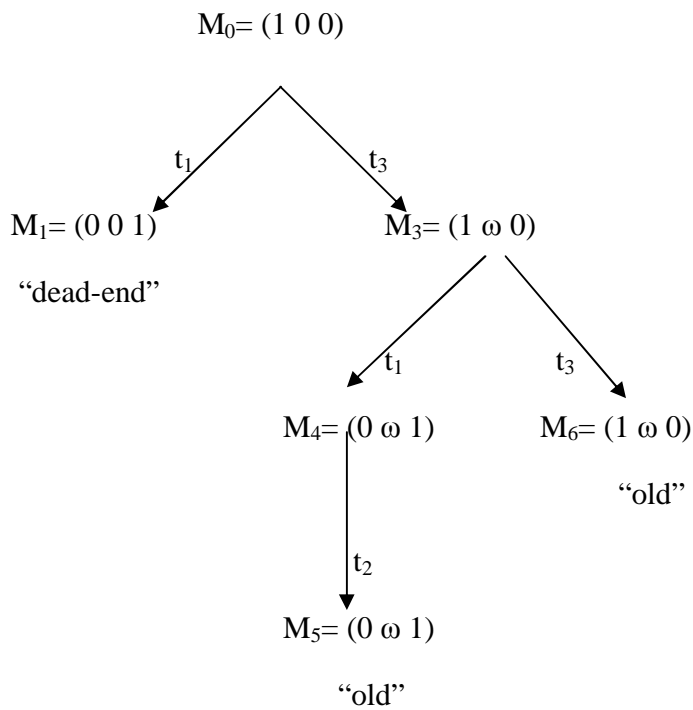 M₀= (1 0 0)
t₁ t₃
M₁= (0 0 1) M₃= (1 ω 0)
“dead-end”
t₁ t₃
M₄= (0 ω 1) M₆= (1 ω 0)
“old”
t₂
M₅= (0 ω 1)
“old”